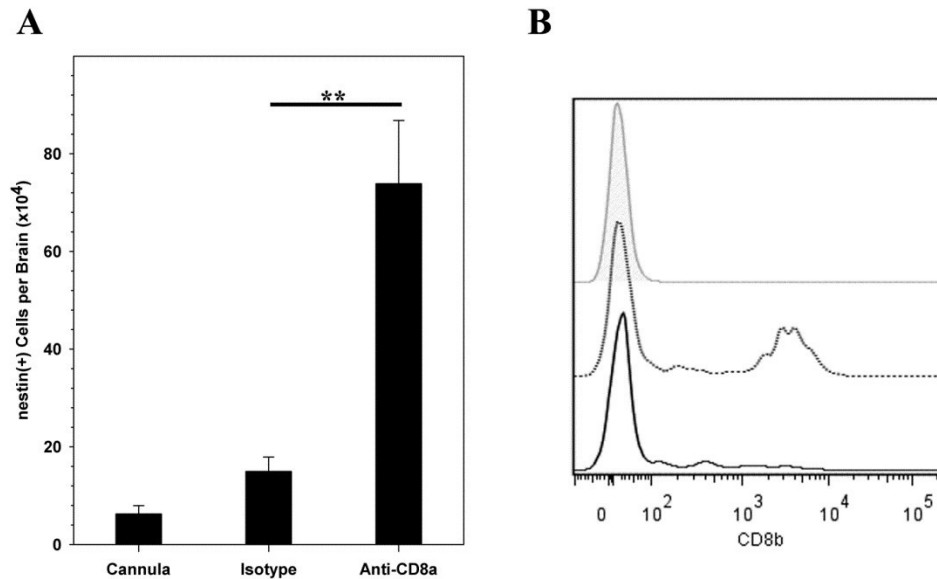 A
nestin(+) Cells per Brain (x10⁴)
80
60
40
20
0
**
Cannula
Isotype
Anti-CD8a
B
0
10²
10³
10⁴
10⁵
CD8b